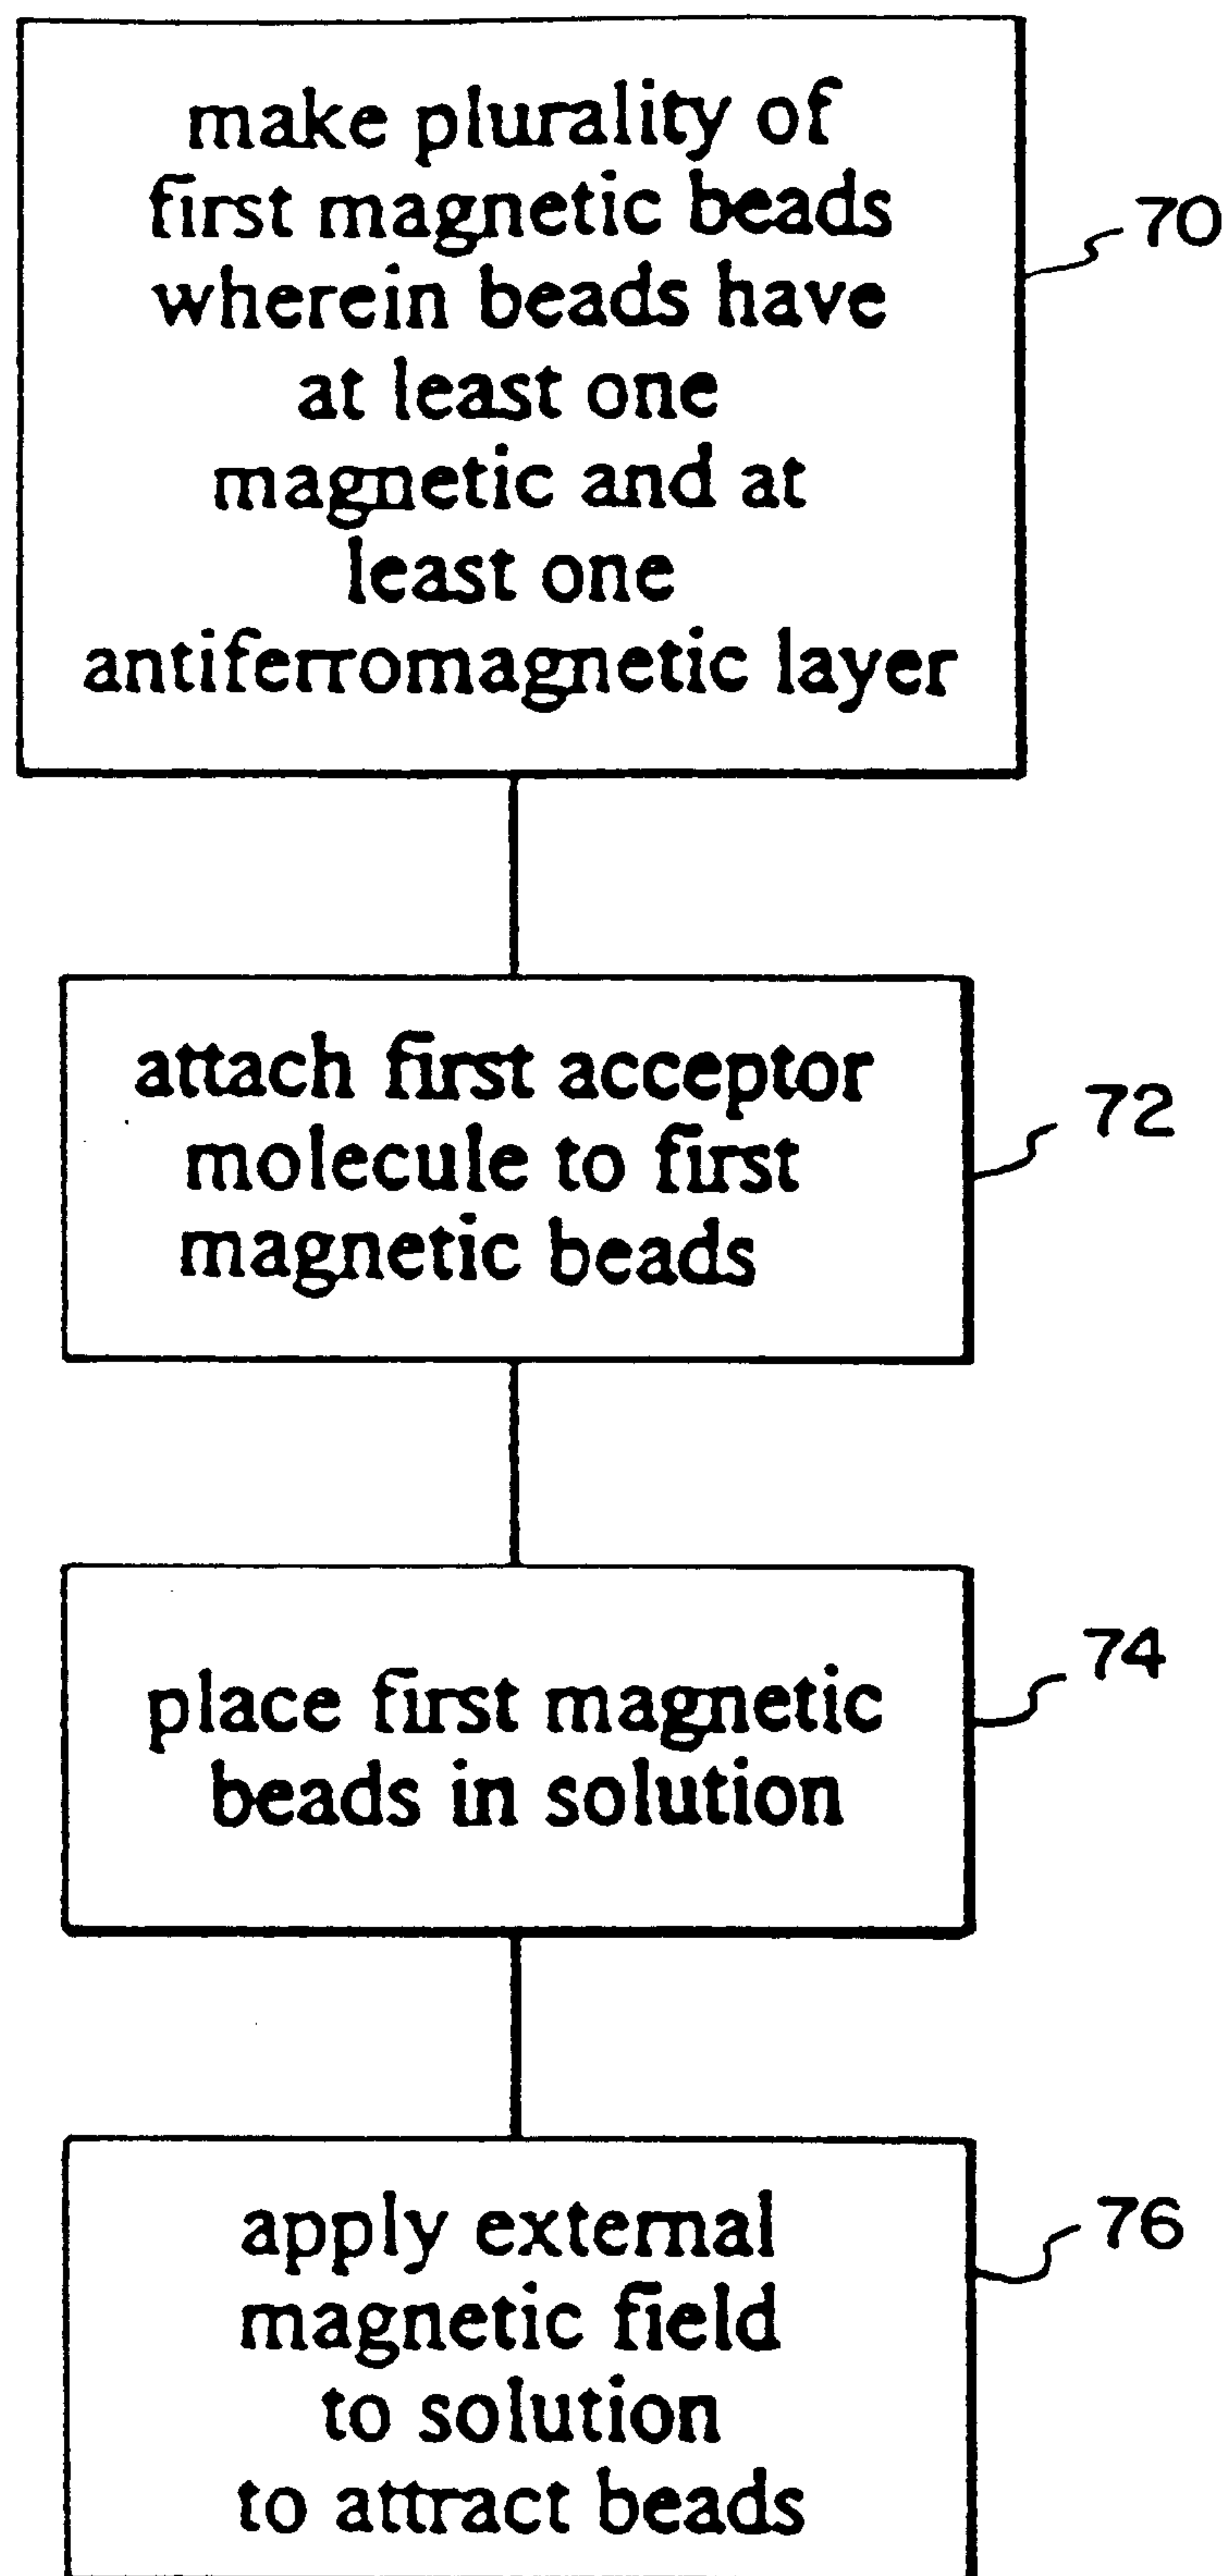 make plurality of
first magnetic beads
wherein beads have
at least one
magnetic and at
least one
antiferromagnetic layer
70
attach first acceptor
molecule to first
magnetic beads
72
place first magnetic
beads in solution
74
apply external
magnetic field
to solution
to attract beads
76